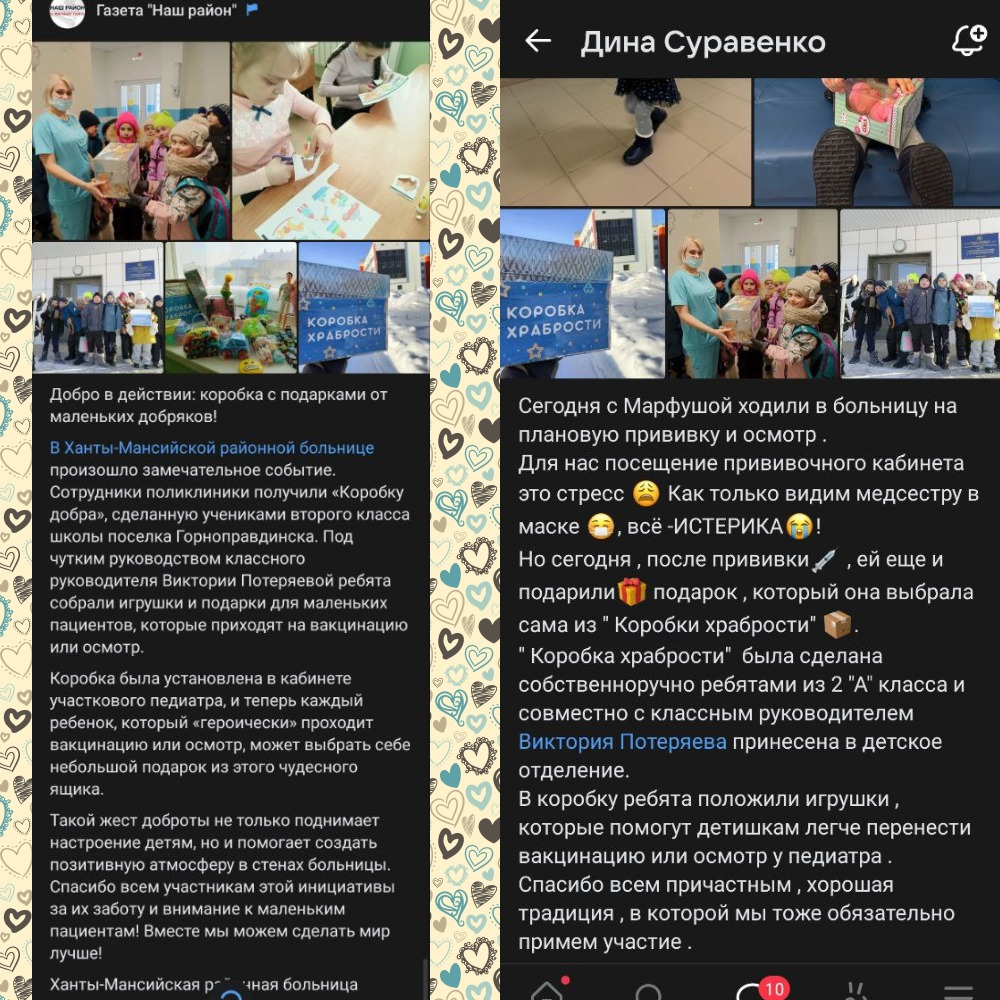 НАШ РАЙОН
Газета "Наш район"
КОРОБКА
ХРАБРОСТИ
Добро в действии: коробка с подарками от
маленьких добряков!
В Ханты-Мансийской районной больнице
произошло замечательное событие.
Сотрудники поликлиники получили «Коробку
добра», сделанную учениками второго класса
школы поселка Горноправдинска. Под
чутким руководством классного
руководителя Виктории Потеряевой ребята
собрали игрушки и подарки для маленьких
пациентов, которые приходят на вакцинацию
или осмотр.
Коробка была установлена в кабинете
участкового педиатра, и теперь каждый
ребенок, который «героически» проходит
вакцинацию или осмотр, может выбрать себе
небольшой подарок из этого чудесного
ящика.
Такой жест доброты не только поднимает
настроение детям, но и помогает создать
позитивную атмосферу в стенах больницы.
Спасибо всем участникам этой инициативы
за их заботу и внимание к маленьким
пациентам! Вместе мы можем сделать мир
лучше!
Ханты-Мансийская больница
Дина Суравенко
КОРОБКА
ХРАБРОСТИ
Сегодня с Марфушой ходили в больницу на
плановую прививку и осмотр .
Для нас посещение прививочного кабинета
это стресс 😩 Как только видим медсестру в
маске 😷, всё -ИСТЕРИКА😭!
Но сегодня , после прививки💉 , ей еще и
подарили🎁 подарок , который она выбрала
сама из " Коробки храбрости" 📦.
" Коробка храбрости" была сделана
собственноручно ребятами из 2 "А" класса и
совместно с классным руководителем
Виктория Потеряева принесена в детское
отделение.
В коробку ребята положили игрушки ,
которые помогут детишкам легче перенести
вакцинацию или осмотр у педиатра .
Спасибо всем причастным , хорошая
традиция , в которой мы тоже обязательно
примем участие .
10